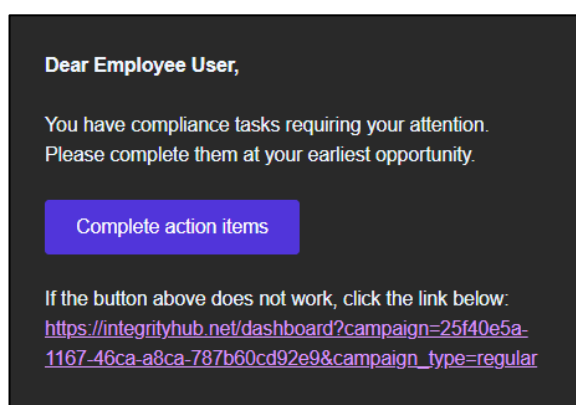 Dear Employee User,
You have compliance tasks requiring your attention.
Please complete them at your earliest opportunity.
Complete action items
If the button above does not work, click the link below:
https://integrityhub.net/dashboard?campaign=25f40e5a-
1167-46ca-a8ca-787b60cd92e9&campaign_type=regular